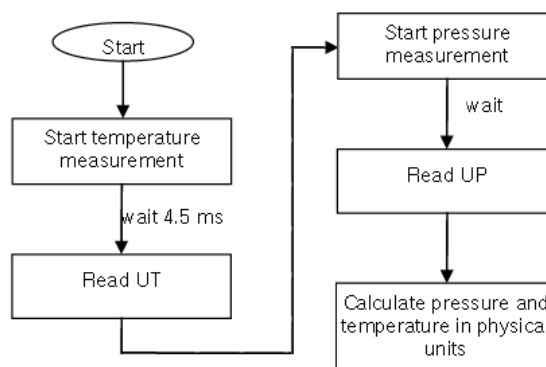 Start
Start temperature
measurement
wait 4.5 ms
Read UT
Start pressure
measurement
wait
Read UP
Calculate pressure and
temperature in physical
units